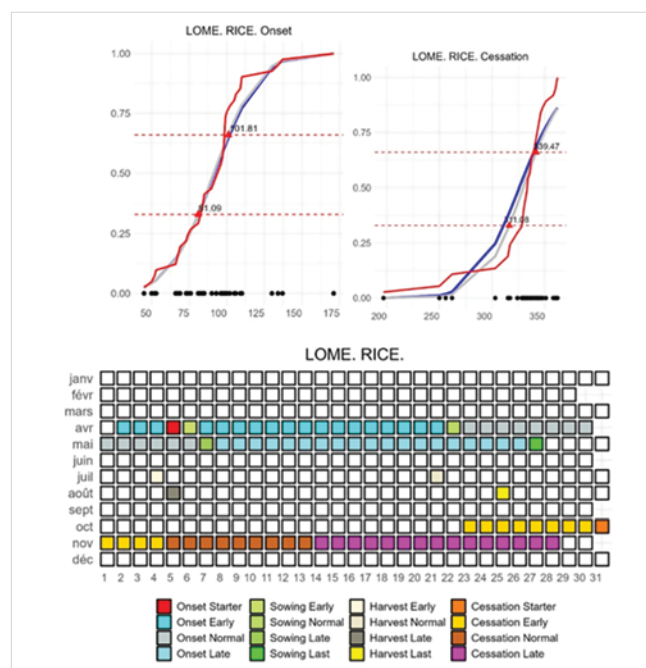 LOME. RICE. Onset
LOME. RICE. Cessation
1.00
0.75
0.50
0.25
0.00
101.81
91.09
50 75 100 125 150 175
1.00
0.75
0.50
0.25
0.00
339.47
200 250 300 350
LOME. RICE.
janv
févr
mars
avr
mai
juin
juil
août
sept
oct
nov
déc
1 2 3 4 5 6 7 8 9 10 11 12 13 14 15 16 17 18 19 20 21 22 23 24 25 26 27 28 29 30 31
Onset Starter Sowing Early Harvest Early Cessation Starter
Onset Early Sowing Normal Harvest Normal Cessation Early
Onset Normal Sowing Late Harvest Late Cessation Normal
Onset Late Sowing Last Harvest Last Cessation Late